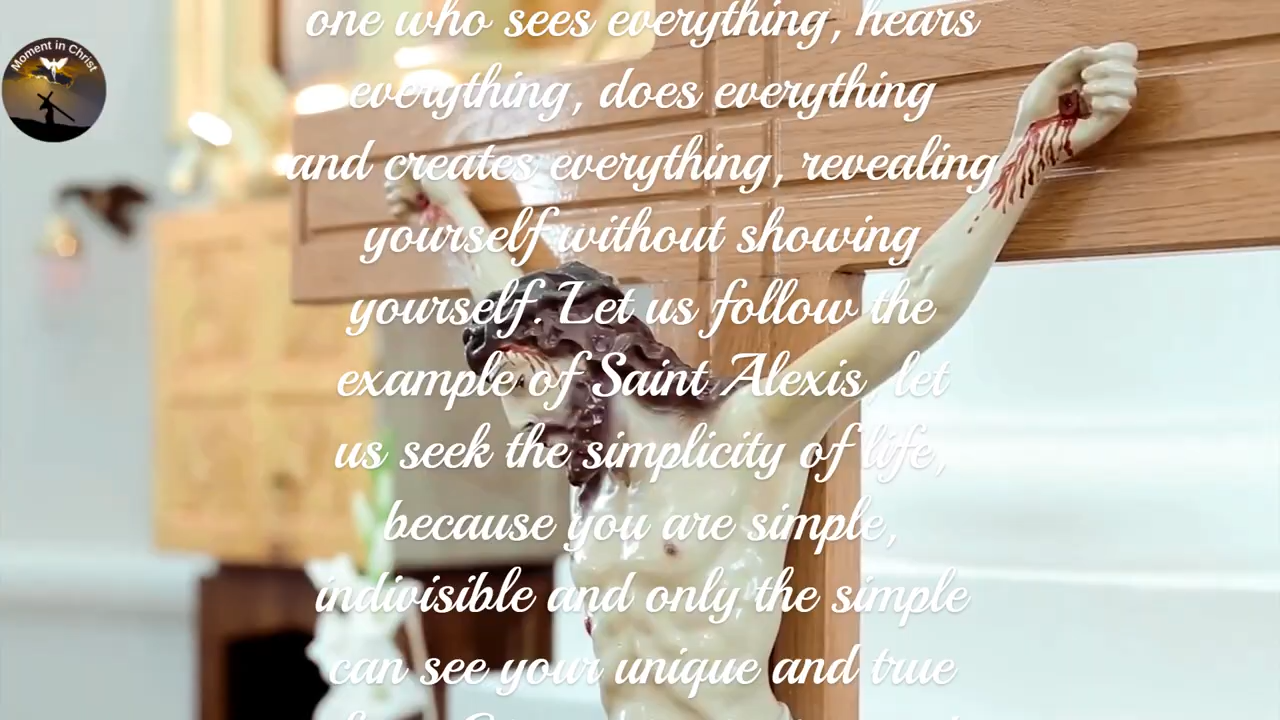 Moment in Christ
one who sees everything, hears
everything, does everything
and creates everything, revealing
yourself without showing
yourself. Let us follow the
example of Saint Alexis, let
us seek the simplicity of life,
because you are simple,
indivisible and only the simple
can see your unique and true